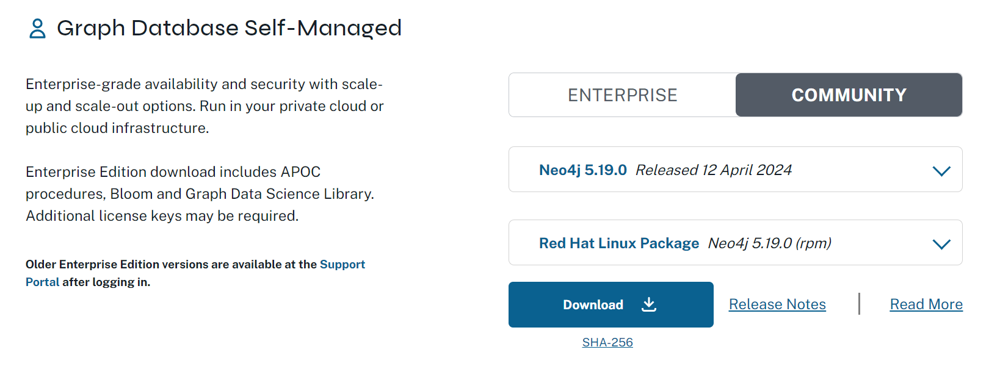 Graph Database Self-Managed
Enterprise-grade availability and security with scale-
up and scale-out options. Run in your private cloud or
public cloud infrastructure.
Enterprise Edition download includes APOC
procedures, Bloom and Graph Data Science Library.
Additional license keys may be required.
Older Enterprise Edition versions are available at the Support
Portal after logging in.
ENTERPRISE
COMMUNITY
Neo4j 5.19.0 Released 12 April 2024
Red Hat Linux Package Neo4j 5.19.0 (rpm)
Download
Release Notes
Read More
SHA-256